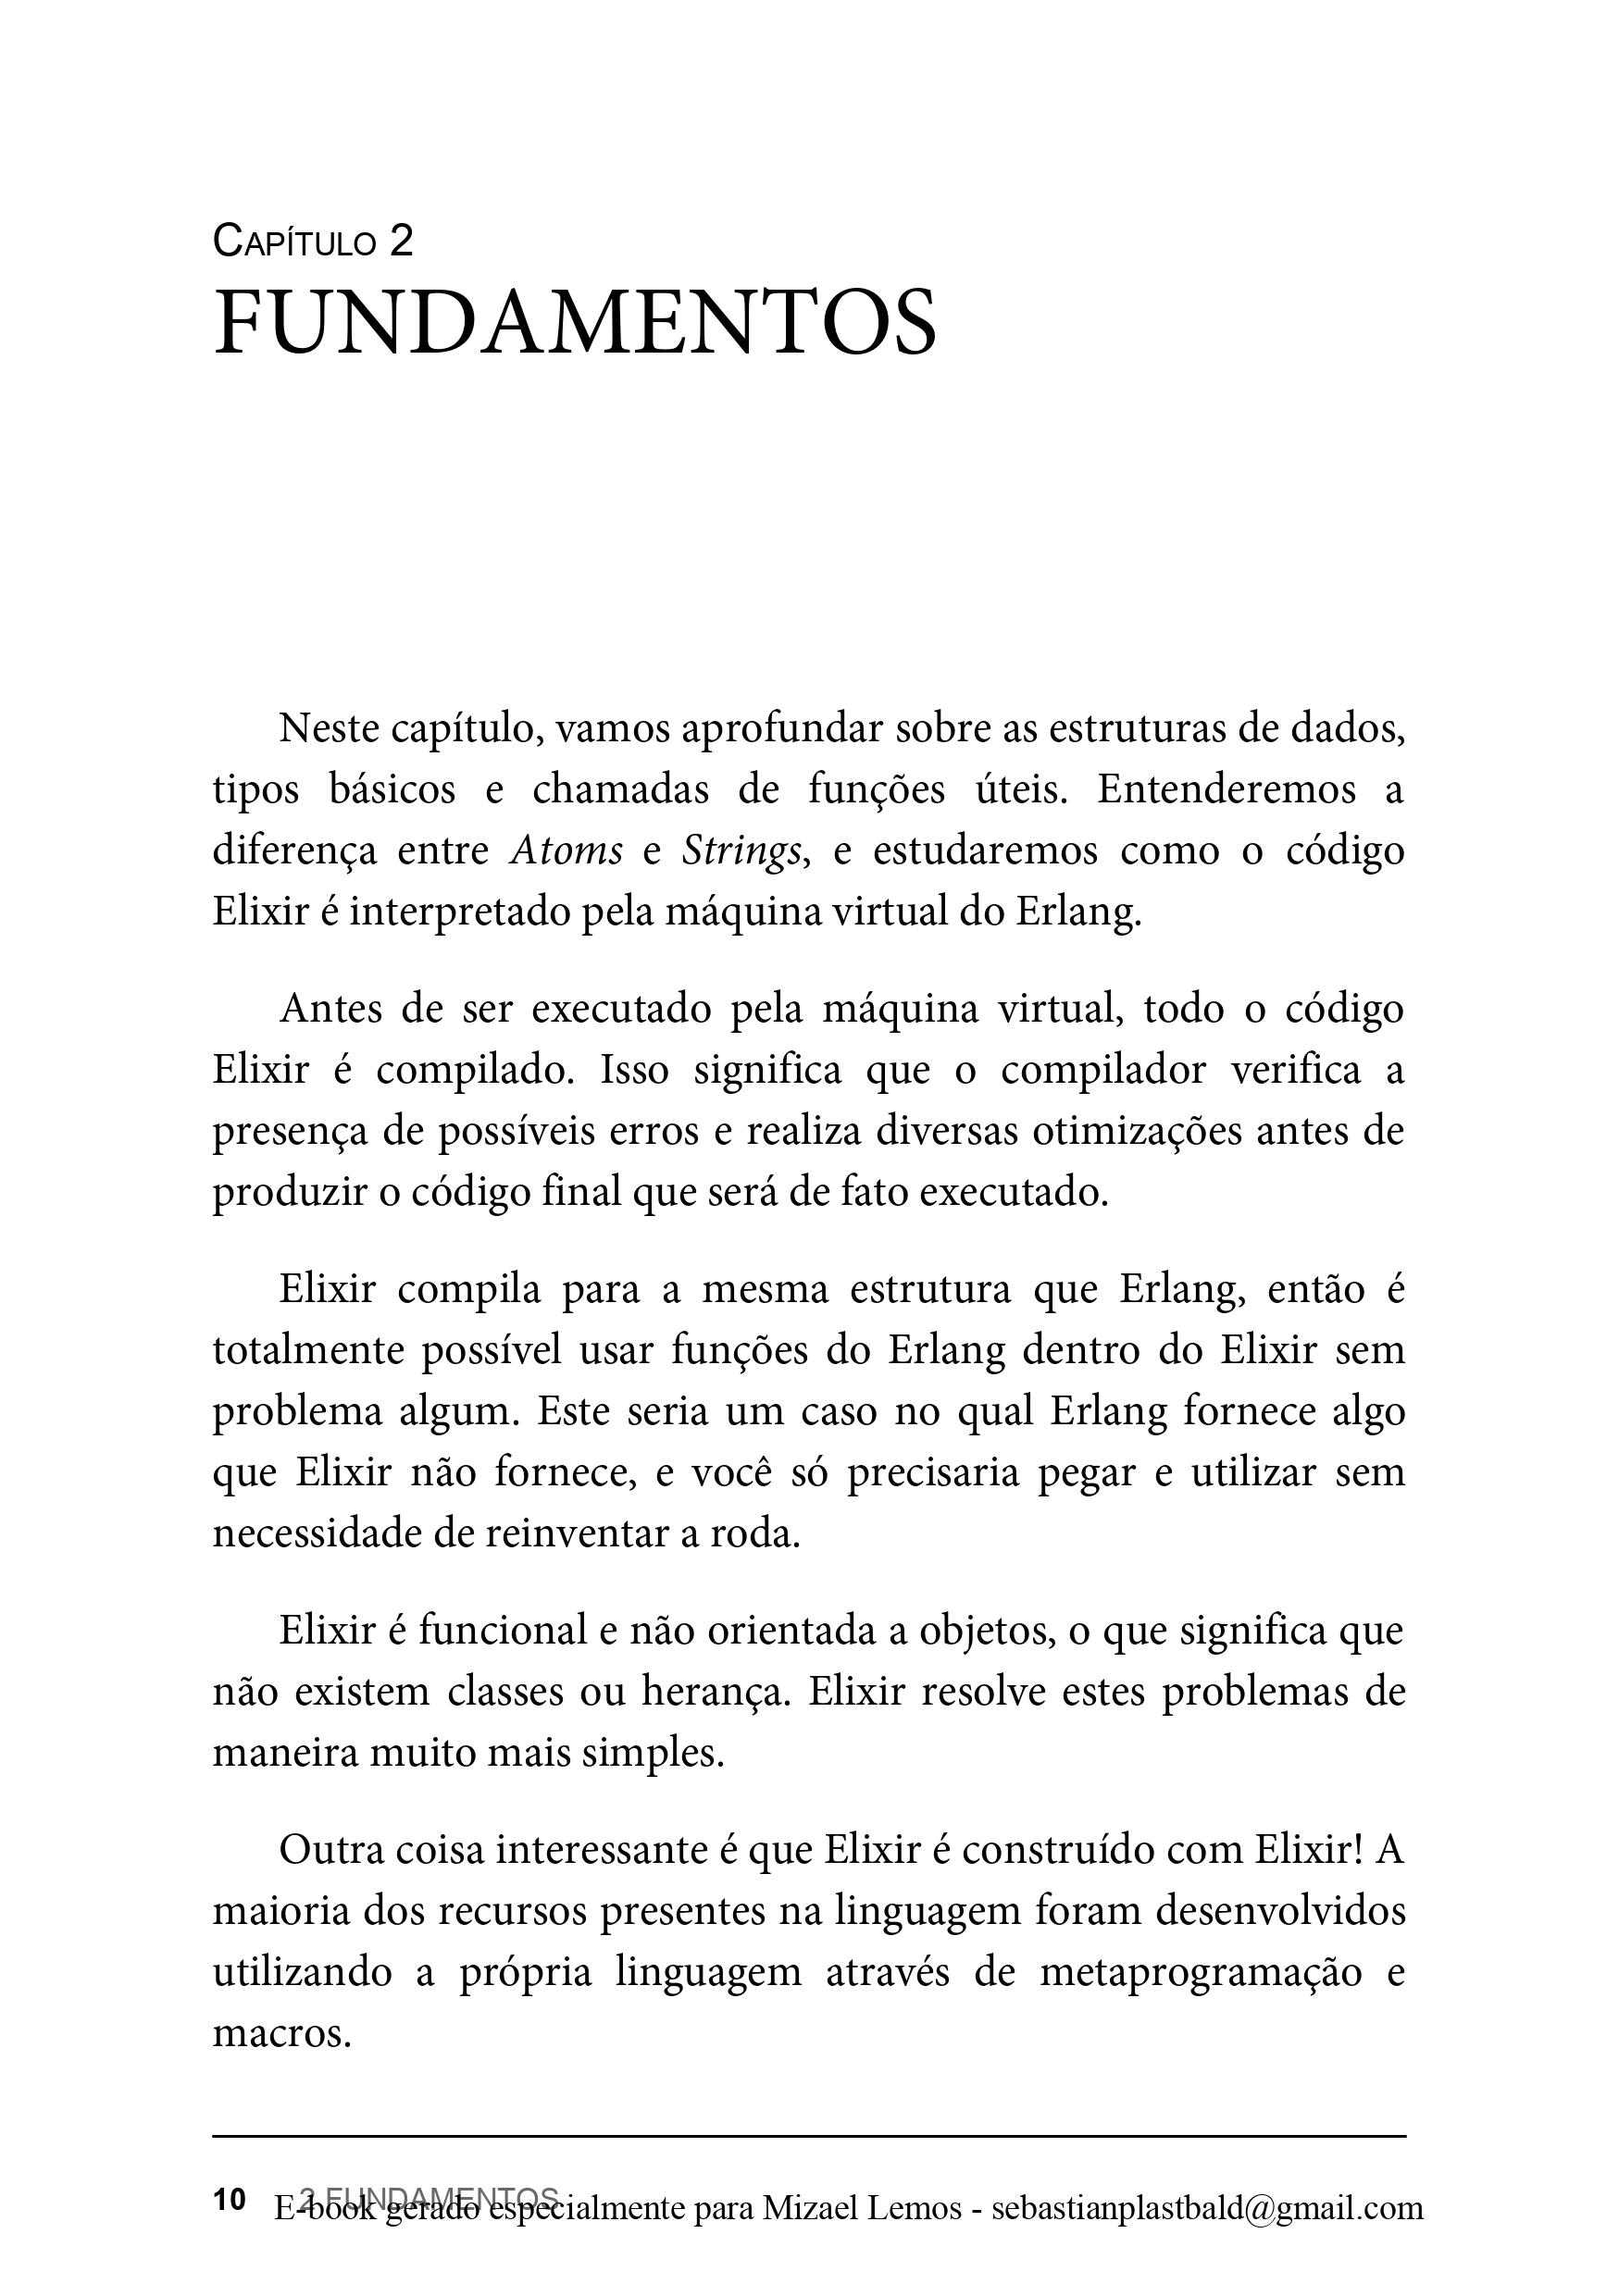 CAPÍTULO 2
FUNDAMENTOS
Neste capítulo, vamos aprofundar sobre as estruturas de dados,
tipos básicos e chamadas de funções úteis. Entenderemos a
diferença entre Atoms e Strings, e estudaremos como o código
Elixir é interpretado pela máquina virtual do Erlang.
Antes de ser executado pela máquina virtual, todo o código
Elixir é compilado. Isso significa que o compilador verifica a
presença de possíveis erros e realiza diversas otimizações antes de
produzir o código final que será de fato executado.
Elixir compila para a mesma estrutura que Erlang, então é
totalmente possível usar funções do Erlang dentro do Elixir sem
problema algum. Este seria um caso no qual Erlang fornece algo
que Elixir não fornece, e você só precisaria pegar e utilizar sem
necessidade de reinventar a roda.
Elixir é funcional e não orientada a objetos, o que significa que
não existem classes ou herança. Elixir resolve estes problemas de
maneira muito mais simples.
Outra coisa interessante é que Elixir é construído com Elixir! A
maioria dos recursos presentes na linguagem foram desenvolvidos
utilizando a própria linguagem através de metaprogramação e
macros.
10 2 FUNDAMENTOS
E-book gerado especialmente para Mizael Lemos - sebastianplastbald@gmail.com